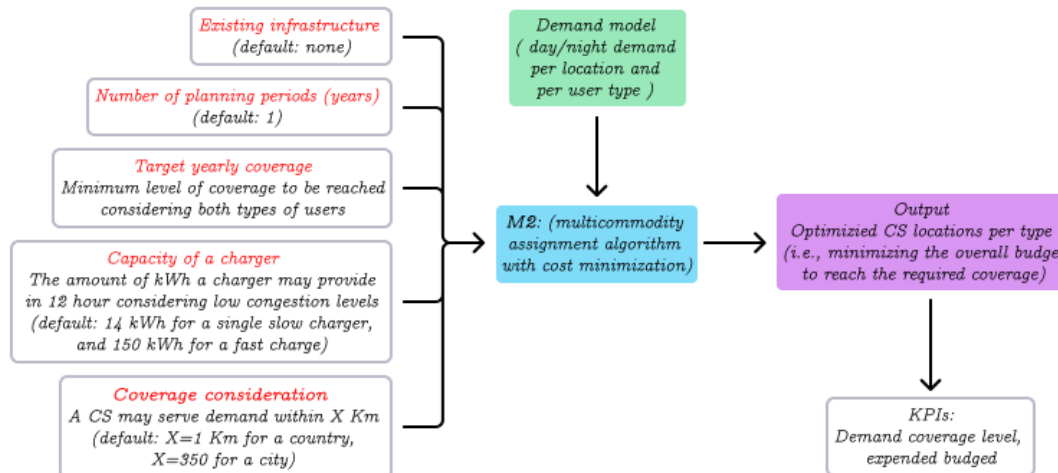 Existing infrastructure
(default: none)
Number of planning periods (years)
(default: 1)
Target yearly coverage
Minimum level of coverage to be reached
considering both types of users
Capacity of a charger
The amount of kWh a charger may provide
in 12 hour considering low congestion levels
(default: 14 kWh for a single slow charger,
and 150 kWh for a fast charge)
Coverage consideration
A CS may serve demand within X Km
(default: X=1 Km for a country,
X=350 for a city)
Demand model
( day/night demand
per location and
per user type )
M2: (multicommodity
assignment algorithm
with cost minimization)
Output
Optimizied CS locations per type
(i.e., minimizing the overall budge
to reach the required coverage)
KPIs:
Demand coverage level,
expended budged